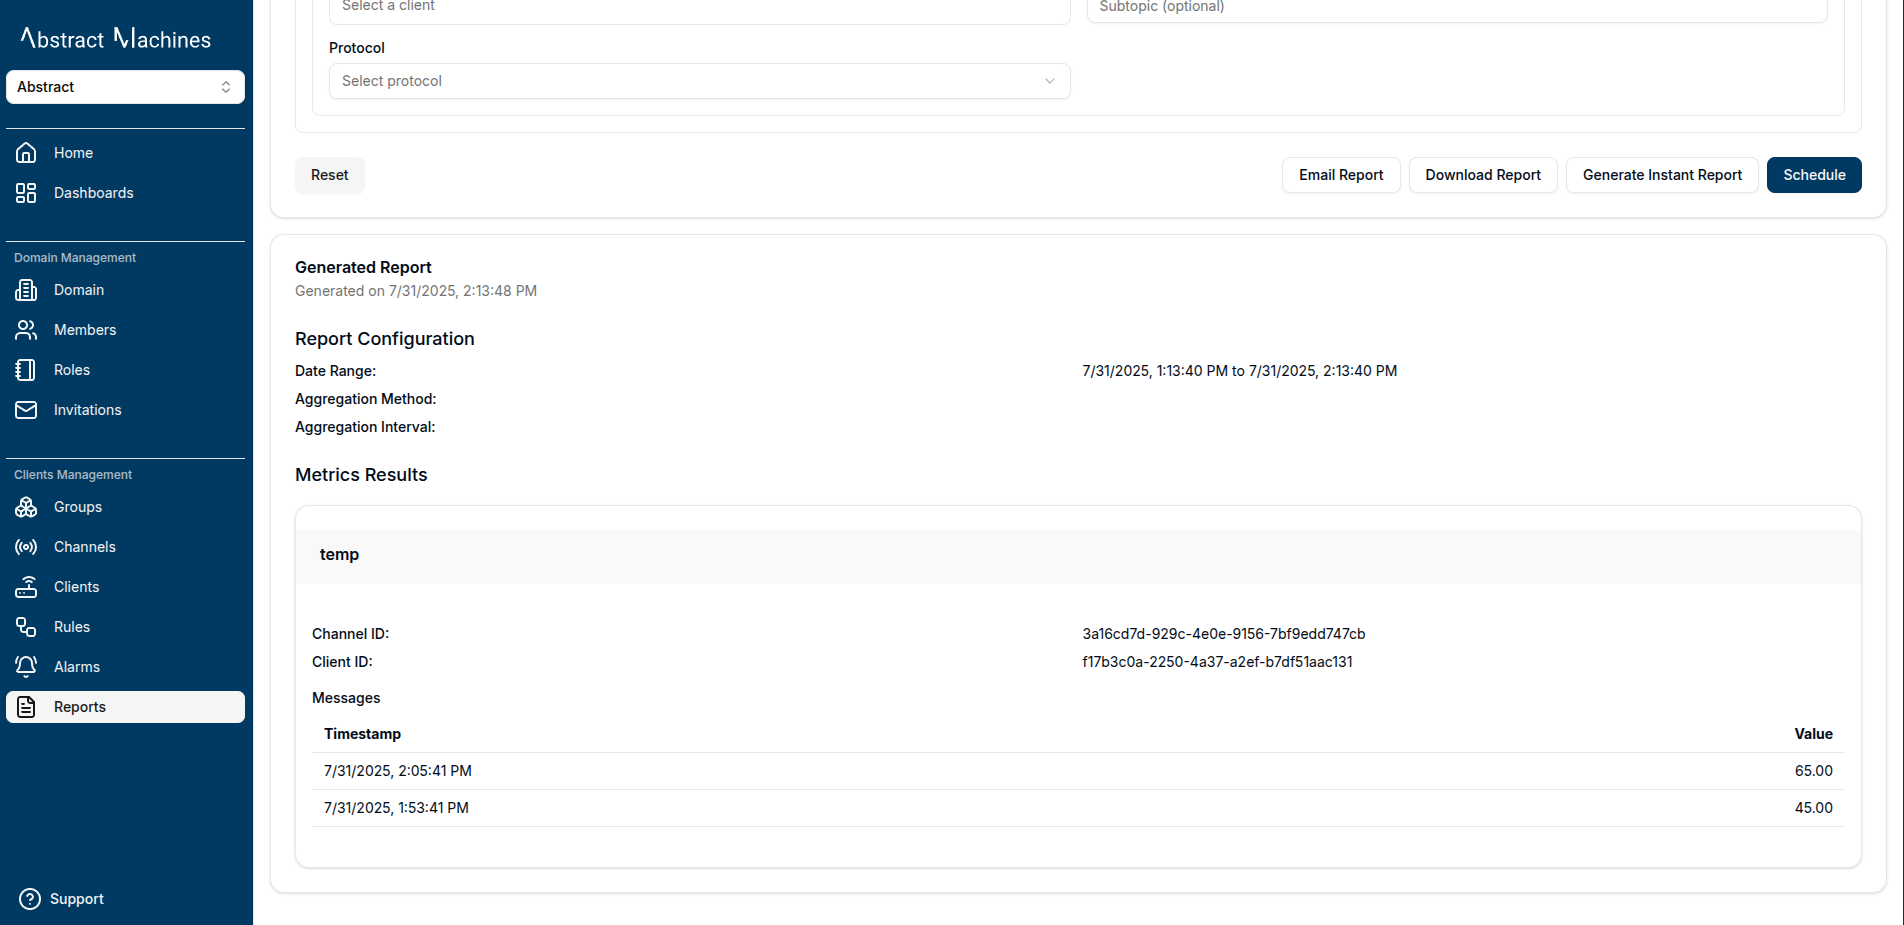 Abstract Machines
Abstract
Home
Dashboards
Domain Management
Domain
Members
Roles
Invitations
Clients Management
Groups
Channels
Clients
Rules
Alarms
Reports
Support
Select a client
Subtopic (optional)
Protocol
Select protocol
Reset
Email Report
Download Report
Generate Instant Report
Schedule
Generated Report
Generated on 7/31/2025, 2:13:48 PM
Report Configuration
Date Range: 7/31/2025, 1:13:40 PM to 7/31/2025, 2:13:40 PM
Aggregation Method:
Aggregation Interval:
Metrics Results
temp
Channel ID: 3a16cd7d-929c-4e0e-9156-7bf9edd747cb
Client ID: f17b3c0a-2250-4a37-a2ef-b7df51aac131
Messages
Timestamp Value
7/31/2025, 2:05:41 PM 65.00
7/31/2025, 1:53:41 PM 45.00